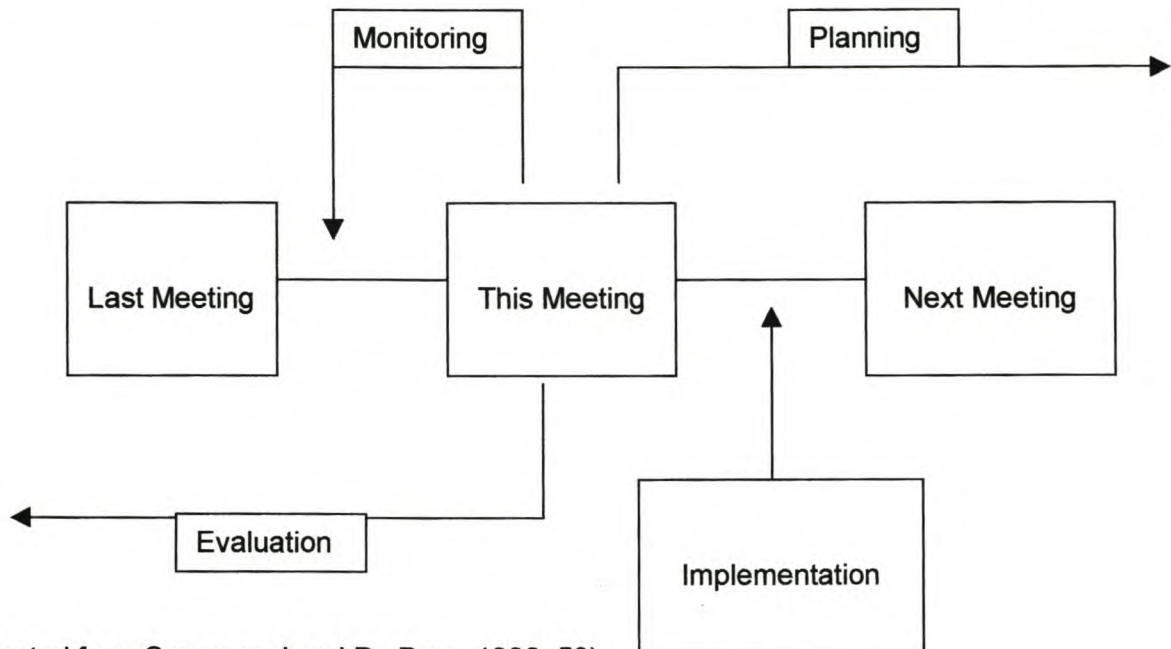 Monitoring
Planning
Last Meeting
This Meeting
Next Meeting
Evaluation
Implementation